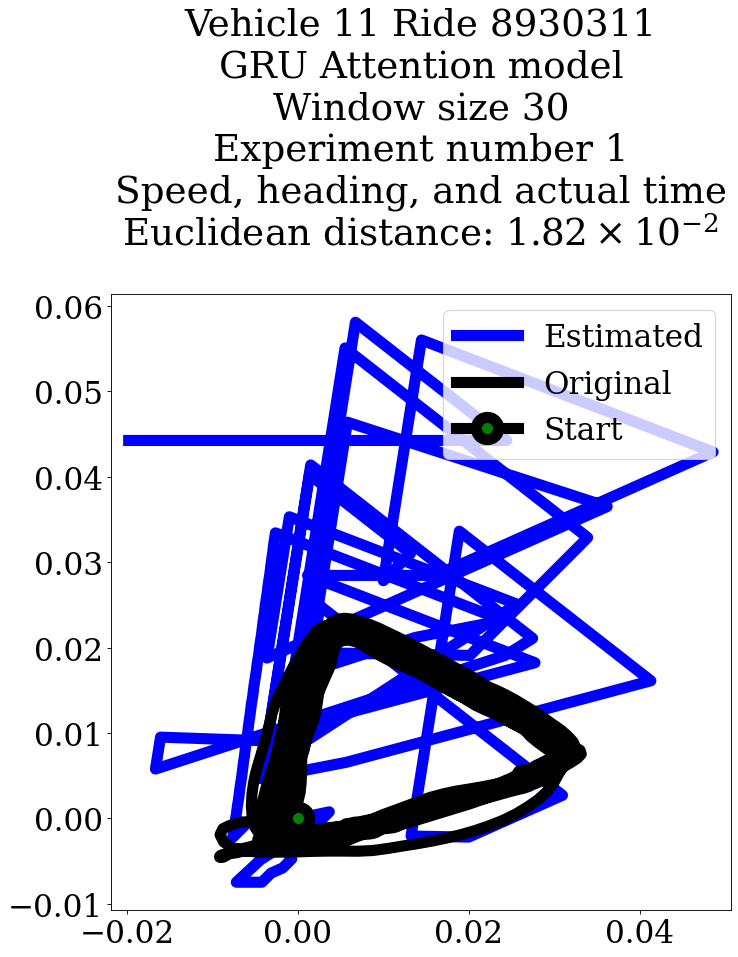 Vehicle 11 Ride 8930311
GRU Attention model
Window size 30
Experiment number 1
Speed, heading, and actual time
Euclidean distance: 1.82 × 10⁻²
0.06
0.05
0.04
0.03
0.02
0.01
0.00
−0.01
Estimated
Original
Start
−0.02 0.00 0.02 0.04